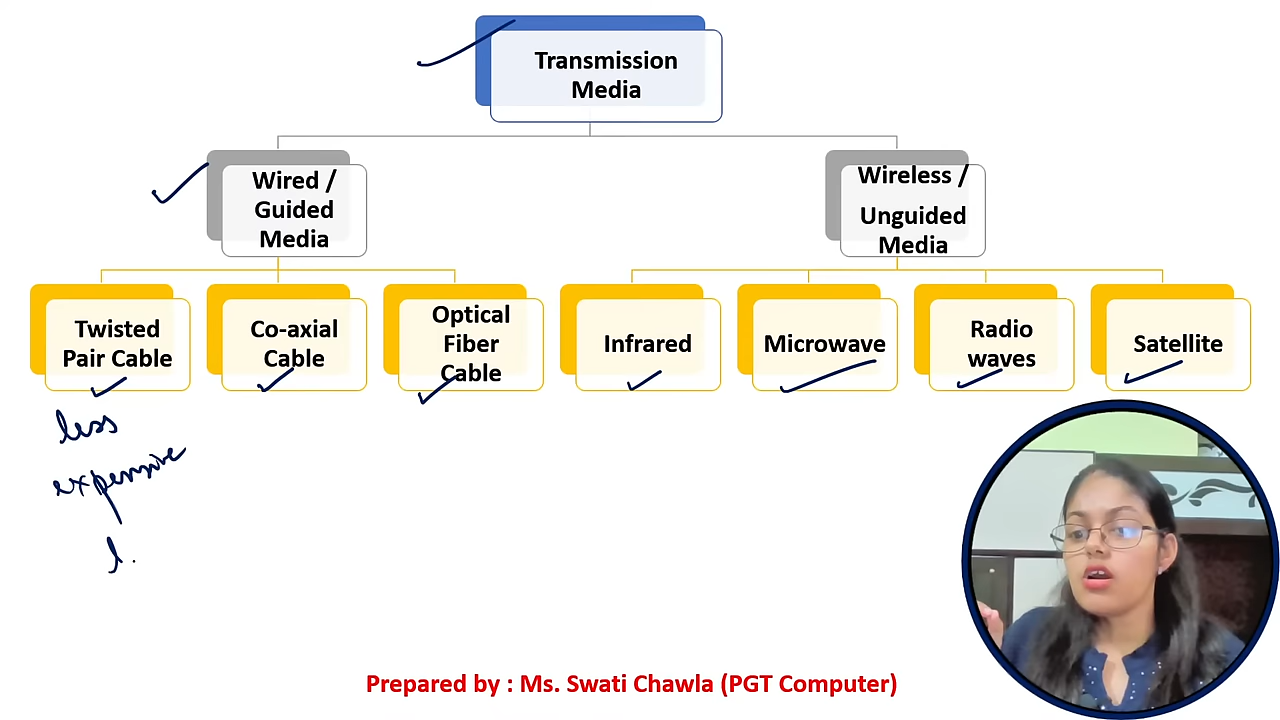 Transmission
Media
Wired /
Guided
Media
Wireless /
Unguided
Media
Twisted
Pair Cable
Co-axial
Cable
Optical
Fiber
Cable
Infrared
Microwave
Radio
waves
Satellite
less
expensive
l
Prepared by : Ms. Swati Chawla (PGT Computer)